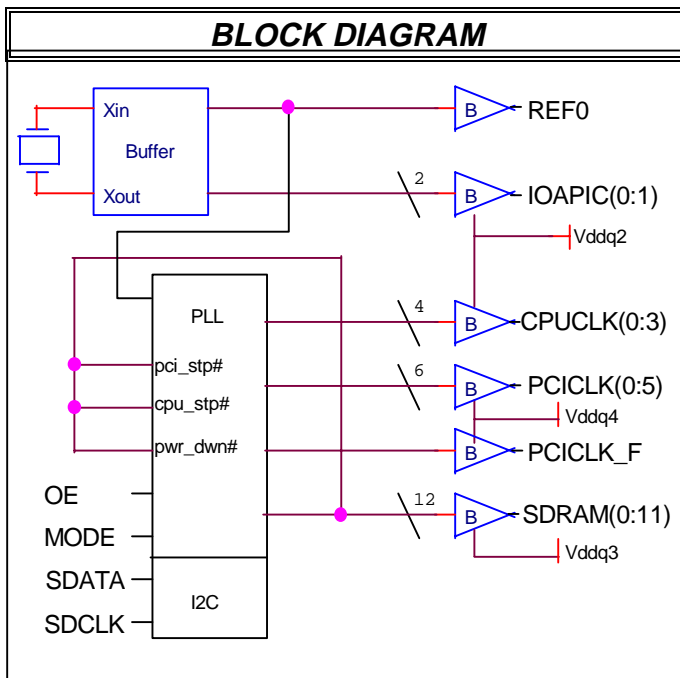 BLOCK DIAGRAM
Xin
Buffer
Xout
B
REF0
2
B
IOAPIC(0:1)
Vddq2
PLL
4
B
CPUCLK(0:3)
pci_stp#
6
B
PCICLK(0:5)
cpu_stp#
Vddq4
pwr_dwn#
B
PCICLK_F
OE
12
B
SDRAM(0:11)
MODE
Vddq3
SDATA
I2C
SDCLK